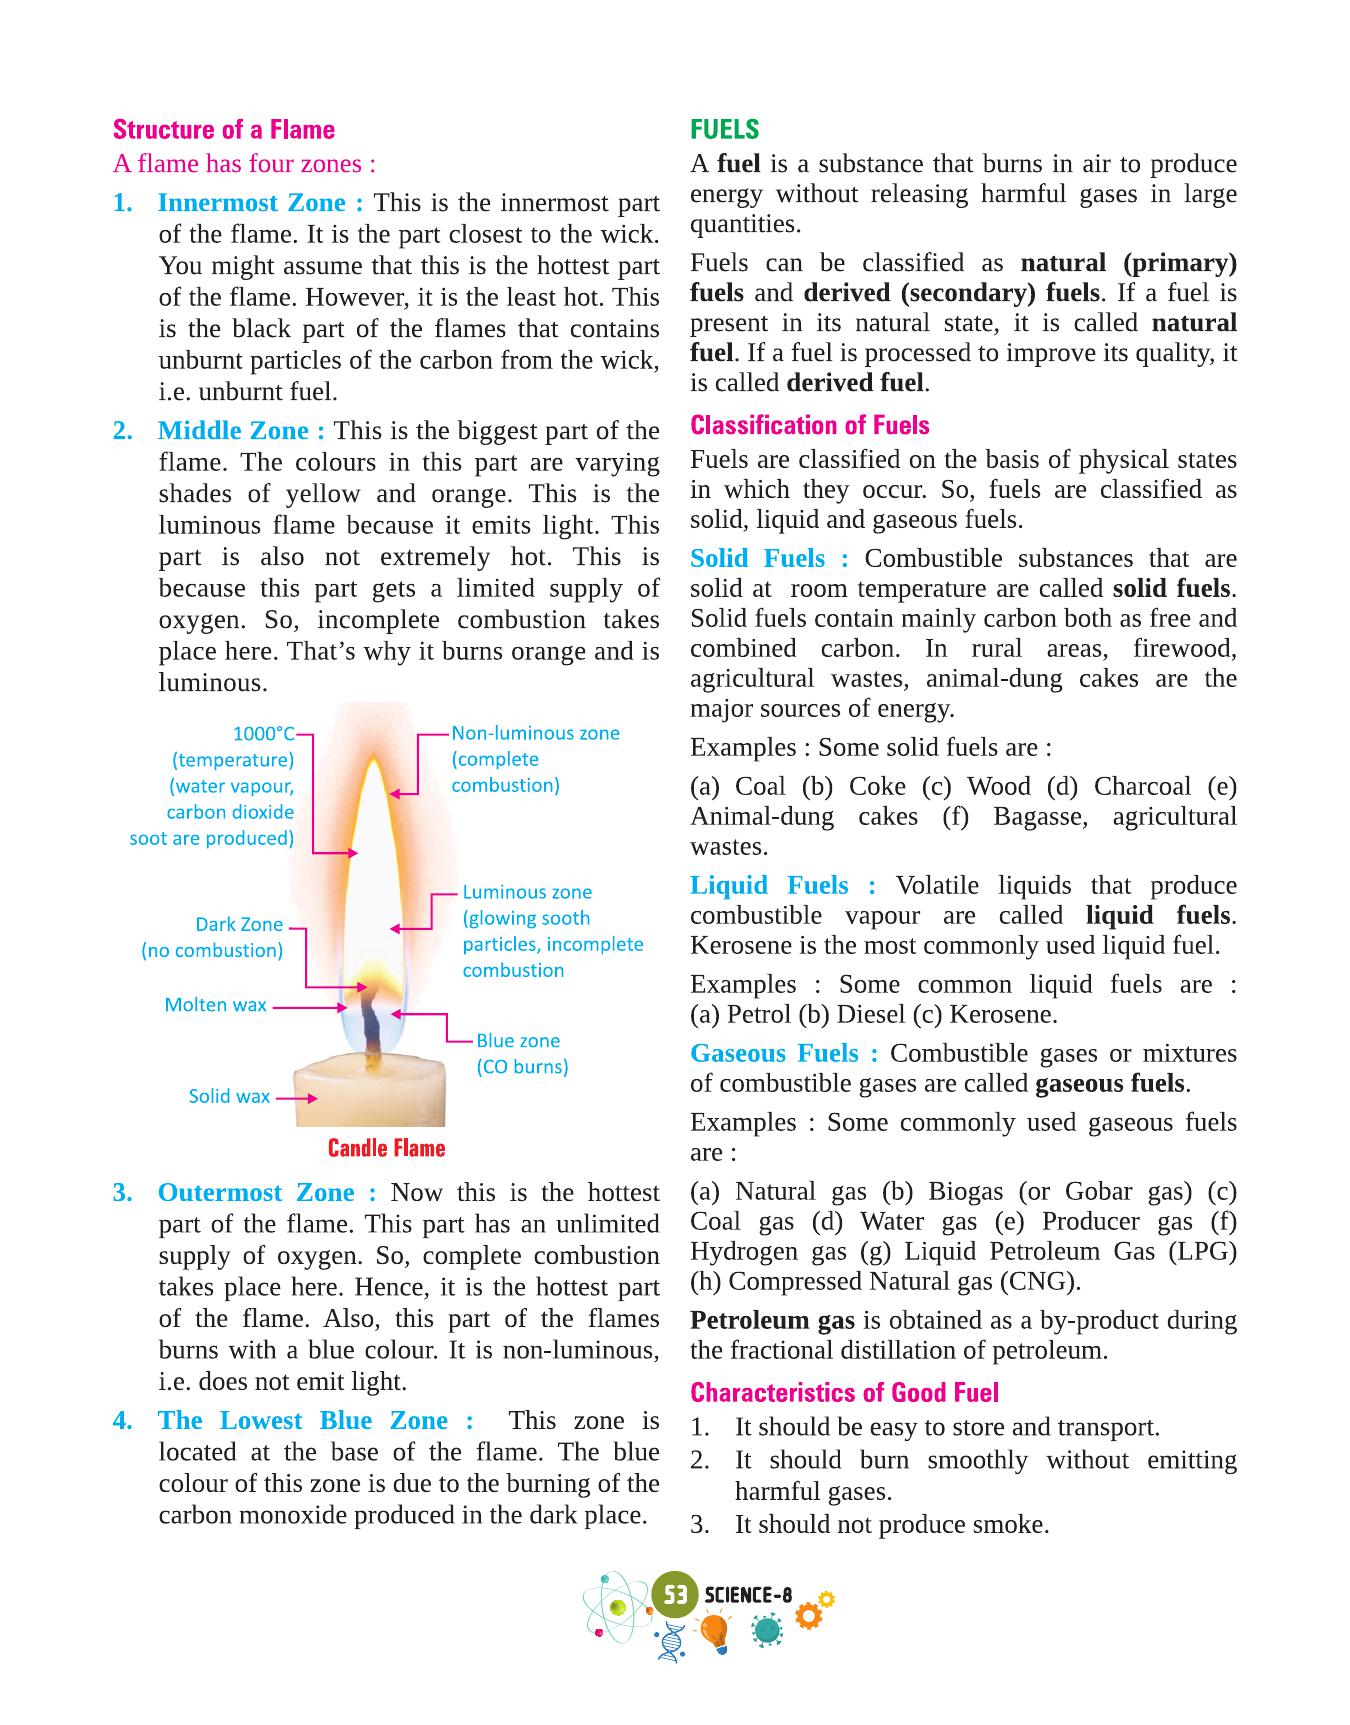 Structure of a Flame
A flame has four zones :
1. Innermost Zone : This is the innermost part
of the flame. It is the part closest to the wick.
You might assume that this is the hottest part
of the flame. However, it is the least hot. This
is the black part of the flames that contains
unburnt particles of the carbon from the wick,
i.e. unburnt fuel.
2. Middle Zone : This is the biggest part of the
flame. The colours in this part are varying
shades of yellow and orange. This is the
luminous flame because it emits light. This
part is also not extremely hot. This is
because this part gets a limited supply of
oxygen. So, incomplete combustion takes
place here. That's why it burns orange and is
luminous.
1000°C
(temperature)
(water vapour,
carbon dioxide
soot are produced)
Non-luminous zone
(complete
combustion)
Luminous zone
(glowing sooth
particles, incomplete
combustion
Dark Zone
(no combustion)
Molten wax
Blue zone
(CO burns)
Solid wax
Candle Flame
3. Outermost Zone : Now this is the hottest
part of the flame. This part has an unlimited
supply of oxygen. So, complete combustion
takes place here. Hence, it is the hottest part
of the flame. Also, this part of the flames
burns with a blue colour. It is non-luminous,
i.e. does not emit light.
4. The Lowest Blue Zone : This zone is
located at the base of the flame. The blue
colour of this zone is due to the burning of the
carbon monoxide produced in the dark place.
FUELS
A fuel is a substance that burns in air to produce
energy without releasing harmful gases in large
quantities.
Fuels can be classified as natural (primary)
fuels and derived (secondary) fuels. If a fuel is
present in its natural state, it is called natural
fuel. If a fuel is processed to improve its quality, it
is called derived fuel.
Classification of Fuels
Fuels are classified on the basis of physical states
in which they occur. So, fuels are classified as
solid, liquid and gaseous fuels.
Solid Fuels : Combustible substances that are
solid at room temperature are called solid fuels.
Solid fuels contain mainly carbon both as free and
combined carbon. In rural areas, firewood,
agricultural wastes, animal-dung cakes are the
major sources of energy.
Examples : Some solid fuels are :
(a) Coal (b) Coke (c) Wood (d) Charcoal (e)
Animal-dung cakes (f) Bagasse, agricultural
wastes.
Liquid Fuels : Volatile liquids that produce
combustible vapour are called liquid fuels.
Kerosene is the most commonly used liquid fuel.
Examples : Some common liquid fuels are :
(a) Petrol (b) Diesel (c) Kerosene.
Gaseous Fuels : Combustible gases or mixtures
of combustible gases are called gaseous fuels.
Examples : Some commonly used gaseous fuels
are :
(a) Natural gas (b) Biogas (or Gobar gas) (c)
Coal gas (d) Water gas (e) Producer gas (f)
Hydrogen gas (g) Liquid Petroleum Gas (LPG)
(h) Compressed Natural gas (CNG).
Petroleum gas is obtained as a by-product during
the fractional distillation of petroleum.
Characteristics of Good Fuel
1. It should be easy to store and transport.
2. It should burn smoothly without emitting
harmful gases.
3. It should not produce smoke.
53 SCIENCE-8